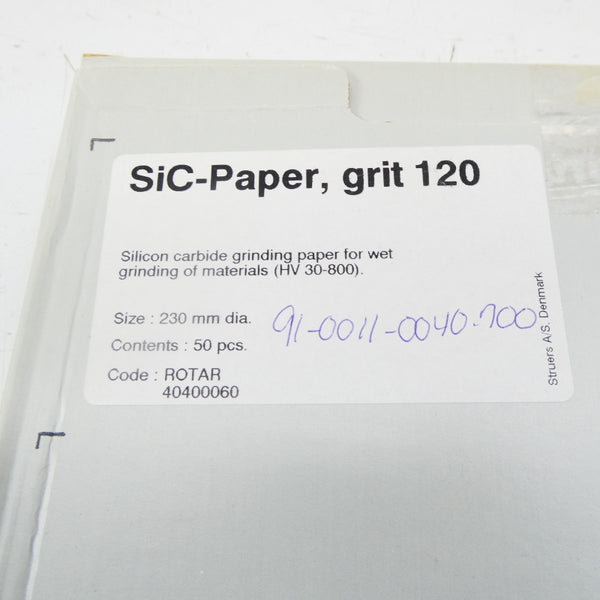 SiC-Paper, grit 120
Silicon carbide grinding paper for wet
grinding of materials (HV 30-800).
Size : 230 mm dia.
91-0011-0040-700
Contents : 50 pcs.
Code : ROTAR
40400060
Struers A/S. Denmark